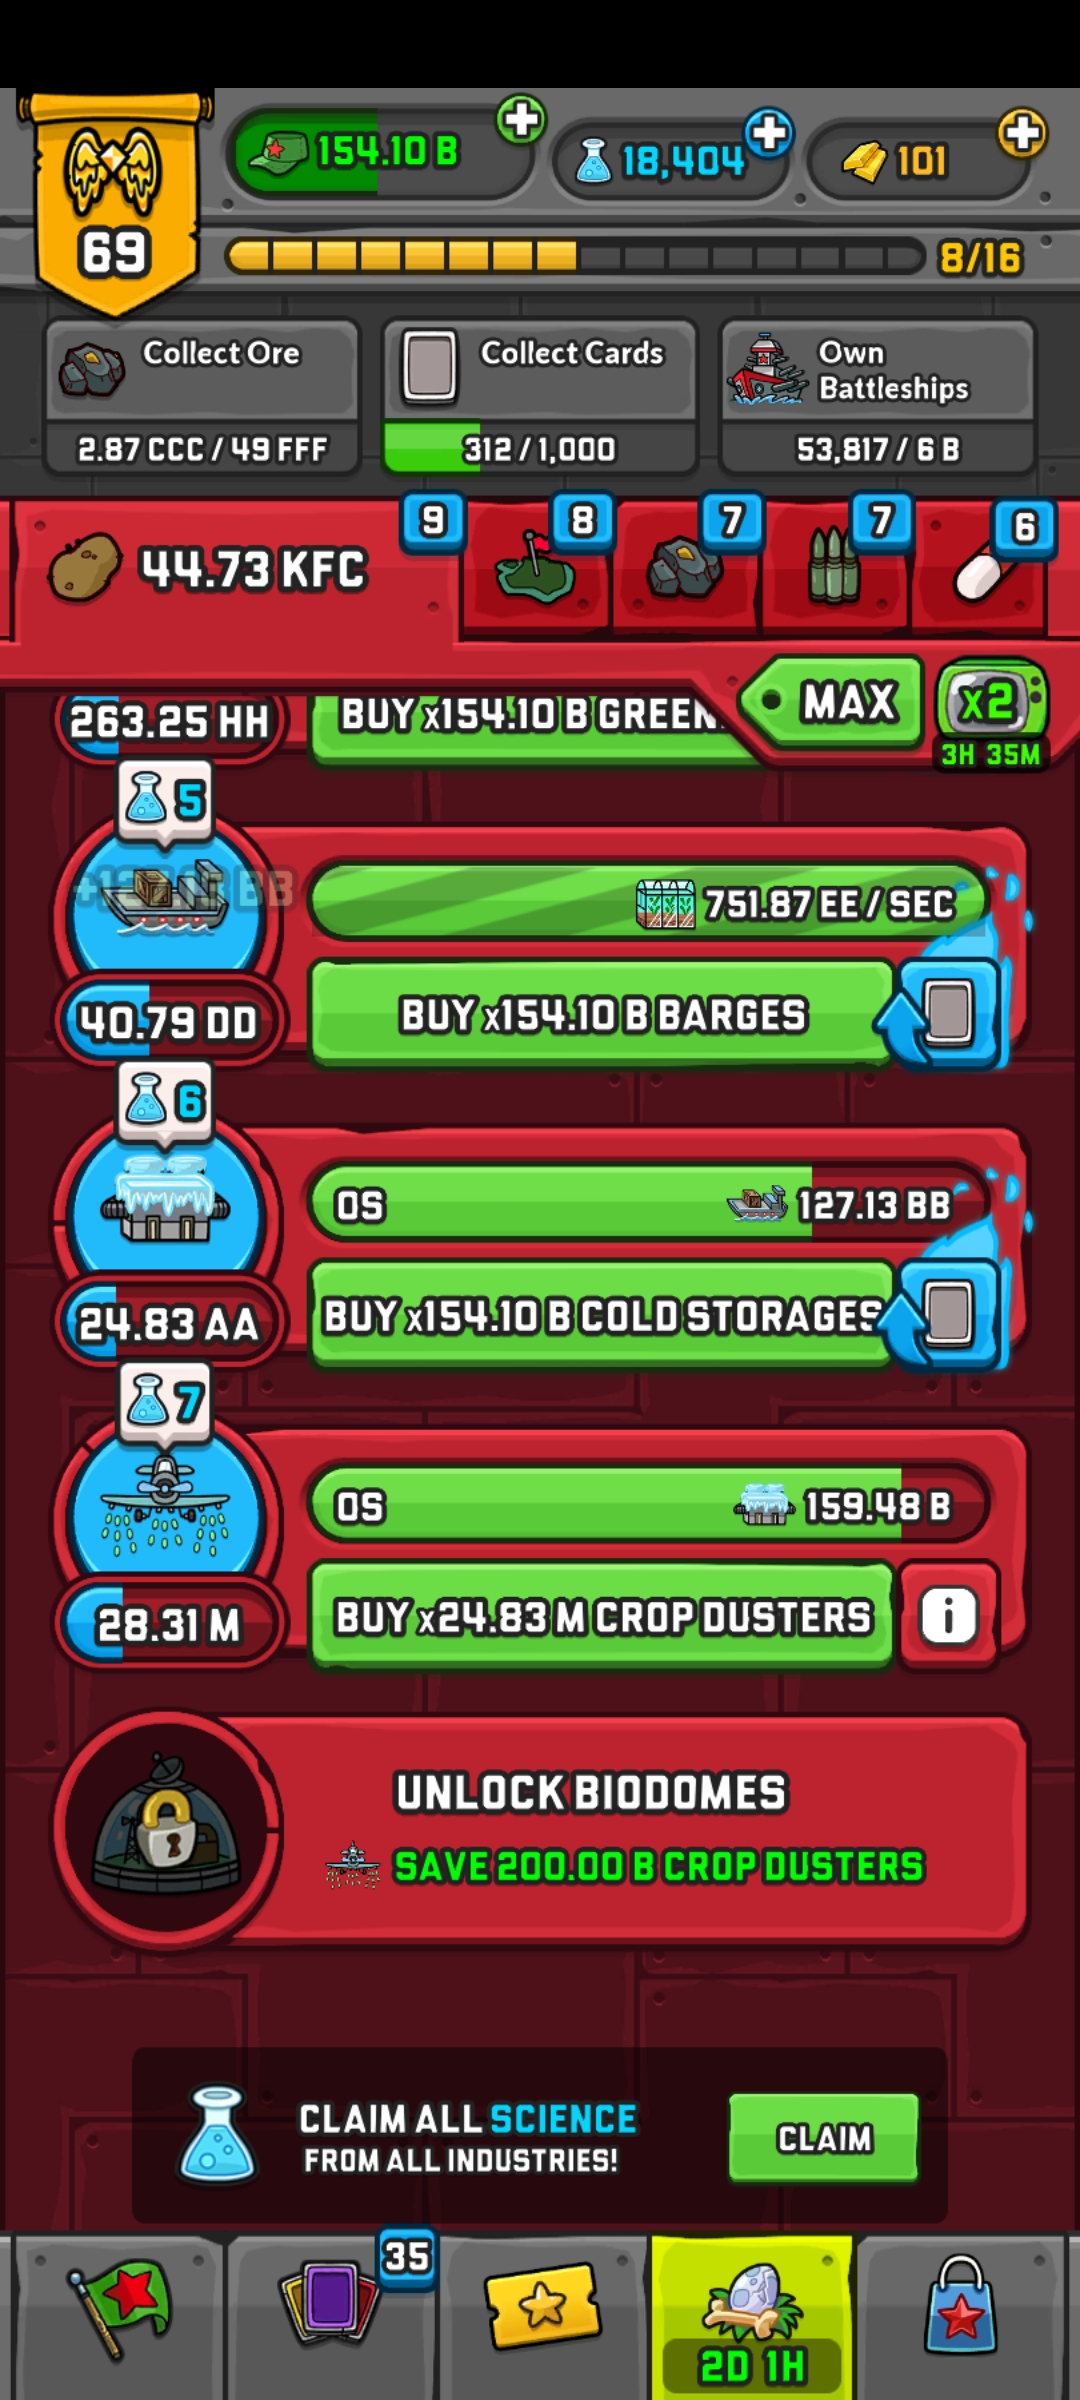 154.10 B
18,404
101
69
8/16
Collect Ore
2.87 CCC / 49 FFF
Collect Cards
312 / 1,000
Own
Battleships
53,817 / 6 B
44.73 KFC
9
8
7
7
6
MAX
x2
3H 35M
263.25 HH
BUY x154.10 B GREEN
5
751.87 EE / SEC
40.79 DD
BUY x154.10 B BARGES
6
0S
127.13 BB
24.83 AA
BUY x154.10 B COLD STORAGES
7
0S
159.48 B
28.31 M
BUY x24.83 M CROP DUSTERS
i
UNLOCK BIODOMES
SAVE 200.00 B CROP DUSTERS
CLAIM ALL SCIENCE
FROM ALL INDUSTRIES!
CLAIM
35
2D 1H